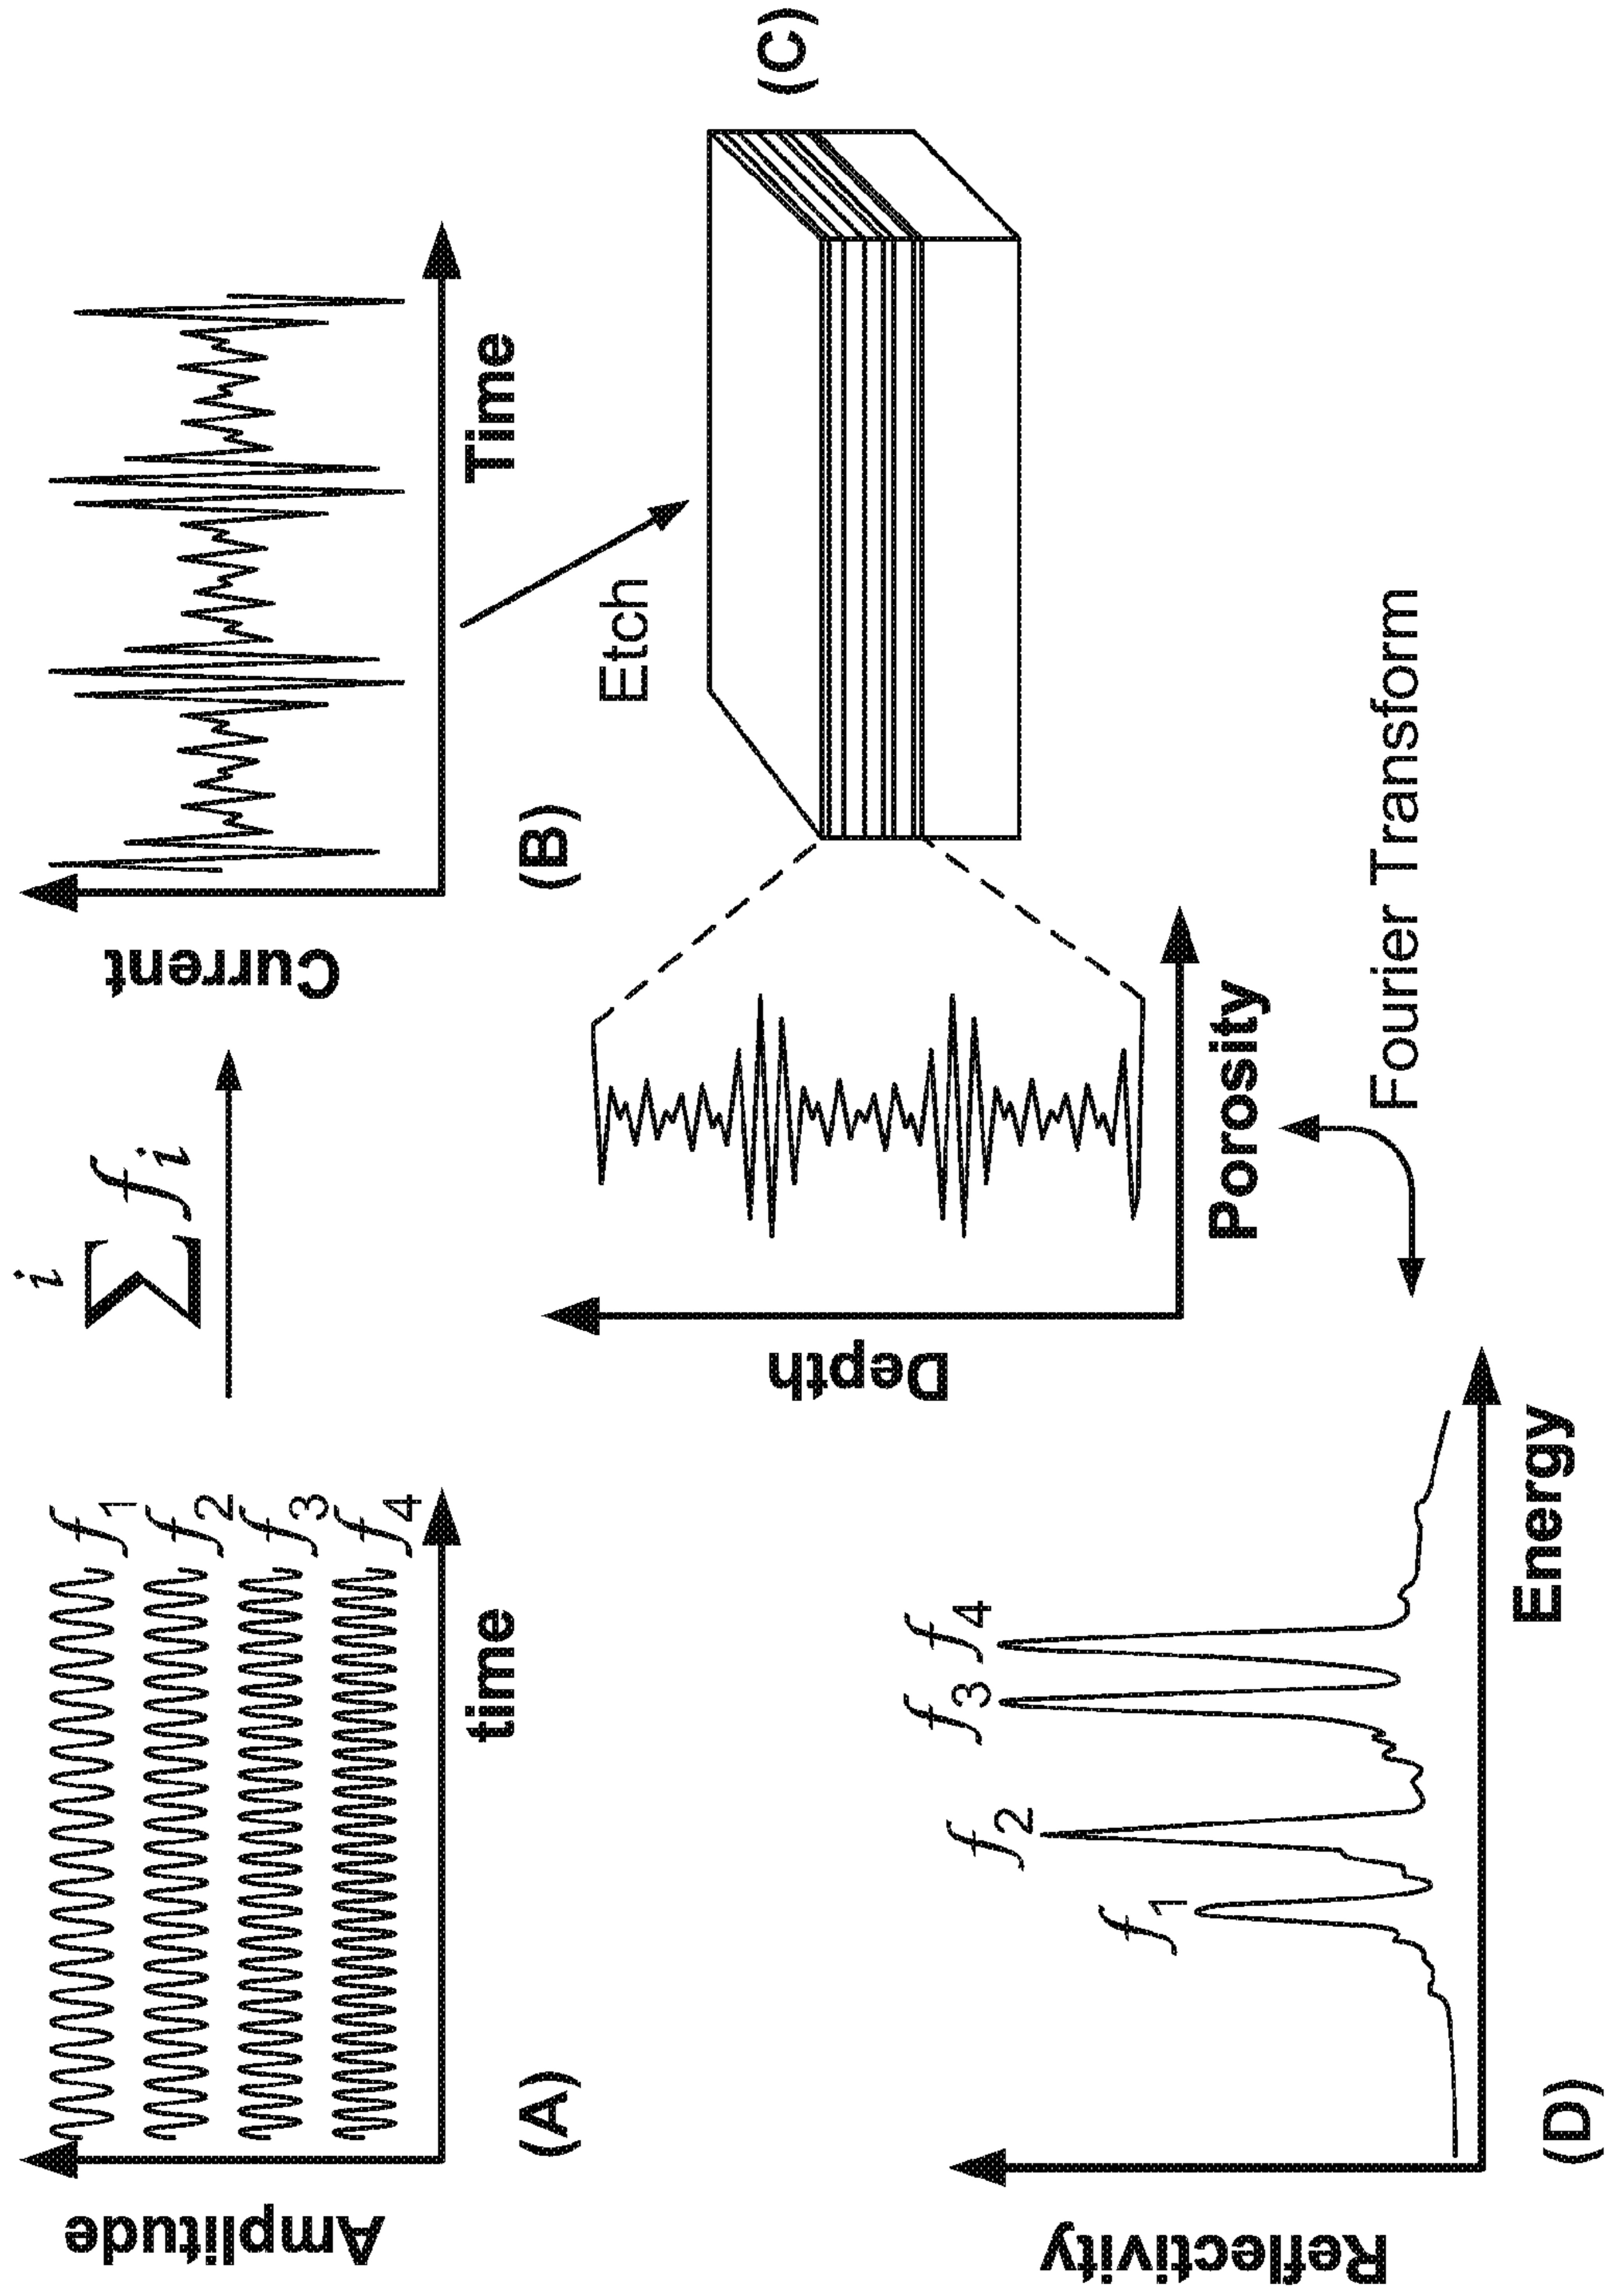 Amplitude
f1
f2
f3
f4
time
(A)
i
∑ fi
Current
Time
(B)
Etch
(C)
Depth
Porosity
Fourier Transform
Reflectivity
f1
f2
f3
f4
Energy
(D)